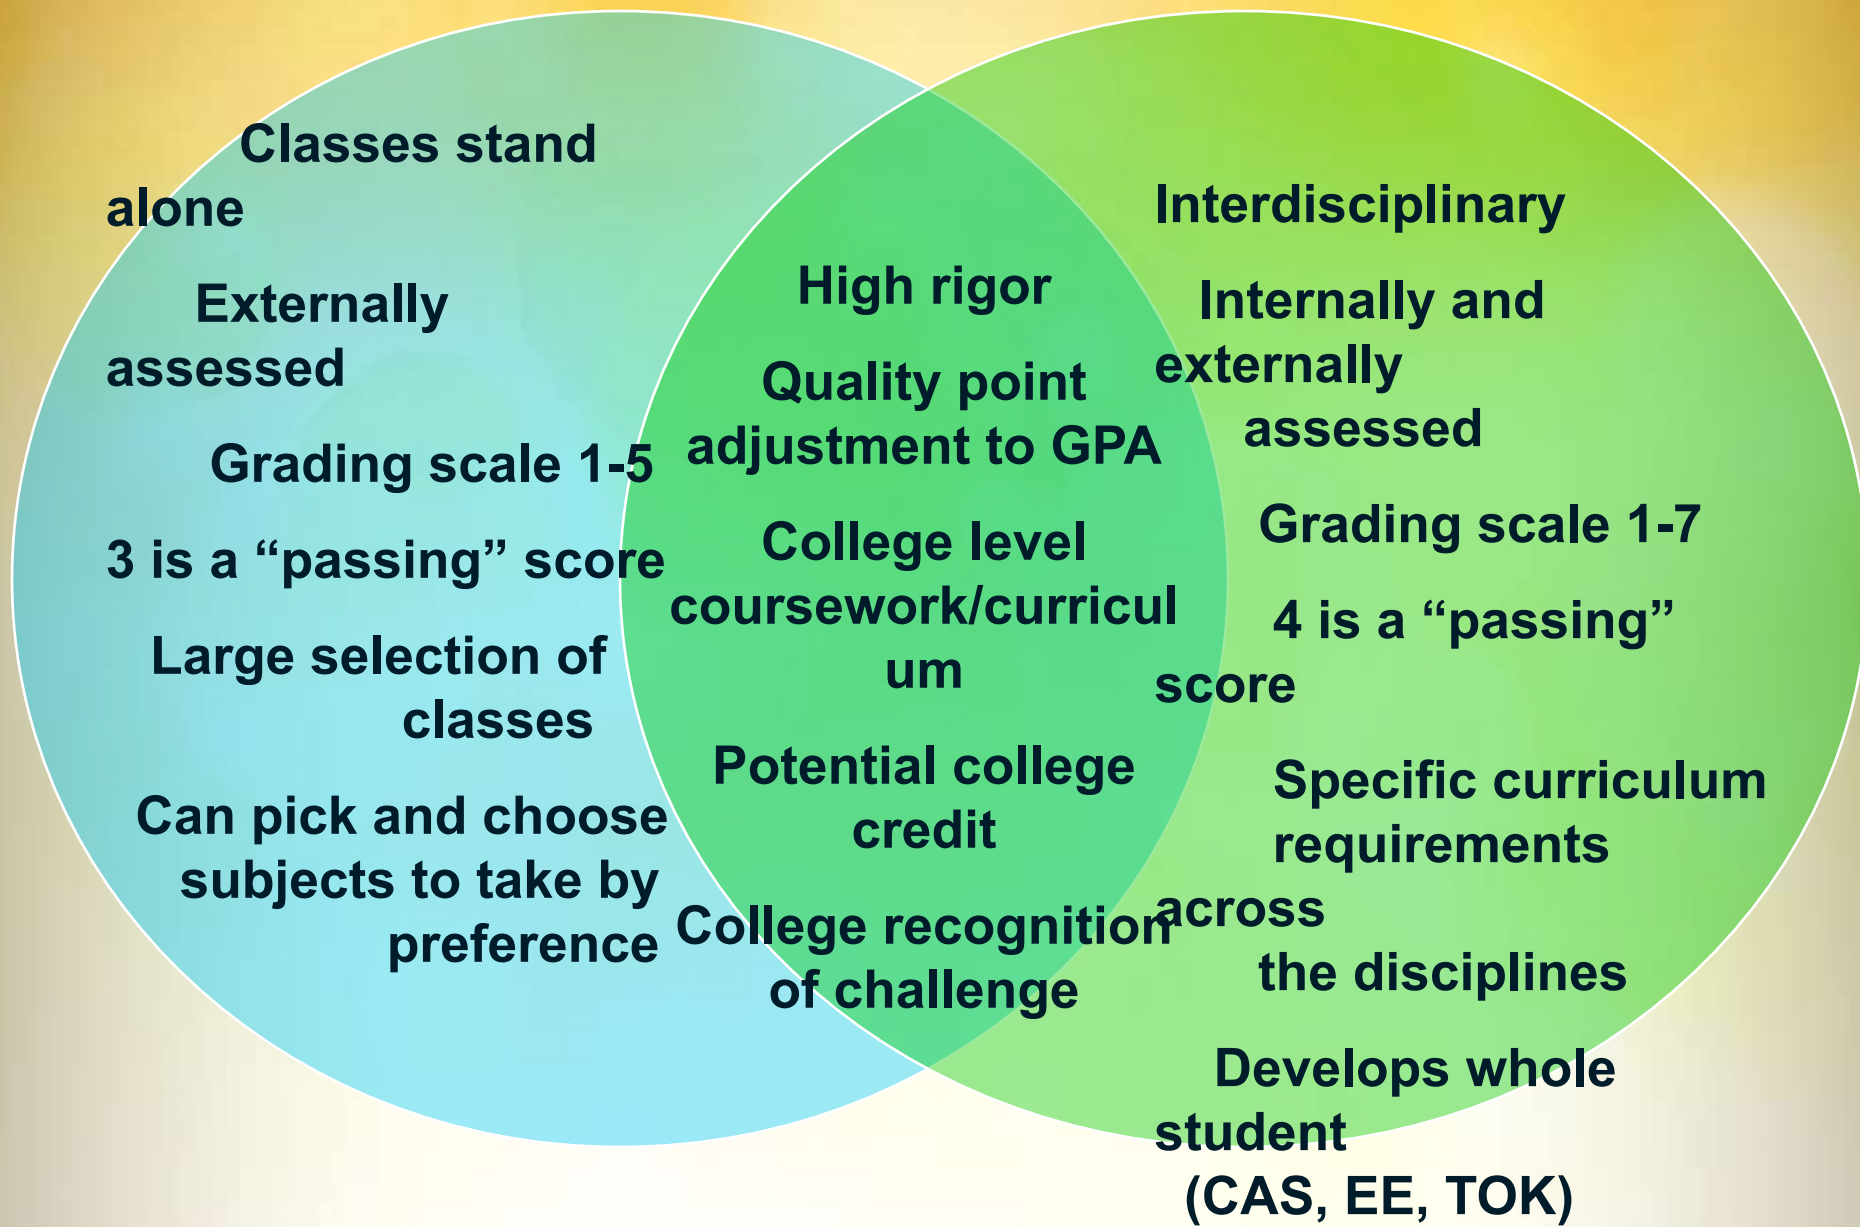 Classes stand
alone
Externally
assessed
Grading scale 1-5
3 is a “passing” score
Large selection of
classes
Can pick and choose
subjects to take by
preference
High rigor
Quality point
adjustment to GPA
College level
coursework/curricul
um
Potential college
credit
College recognition
of challenge
Interdisciplinary
Internally and
externally
assessed
Grading scale 1-7
4 is a “passing”
score
Specific curriculum
requirements
across
the disciplines
Develops whole
student
(CAS, EE, TOK)